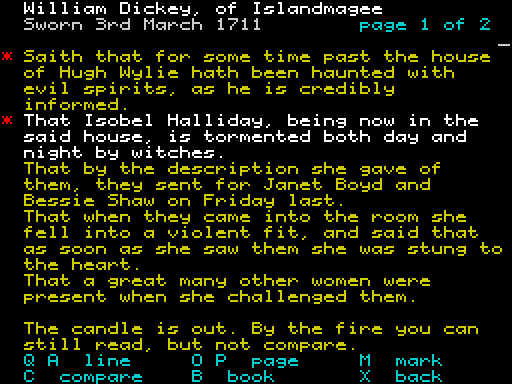 William Dickey, of Islandmagee
Sworn 3rd March 1711 page 1 of 2
* Saith that for some time past the house
of Hugh Wylie hath been haunted with
evil spirits, as he is credibly
informed.
* That Isobel Halliday, being now in the
said house, is tormented both day and
night by witches.
That by the description she gave of
them, they sent for Janet Boyd and
Bessie Shaw on Friday last.
That when they came into the room she
fell into a violent fit, and said that
as soon as she saw them she was stung to
the heart.
That a great many other women were
present when she challenged them.
The candle is out. By the fire you can
still read, but not compare.
Q A line O P page M mark
C compare B book X back